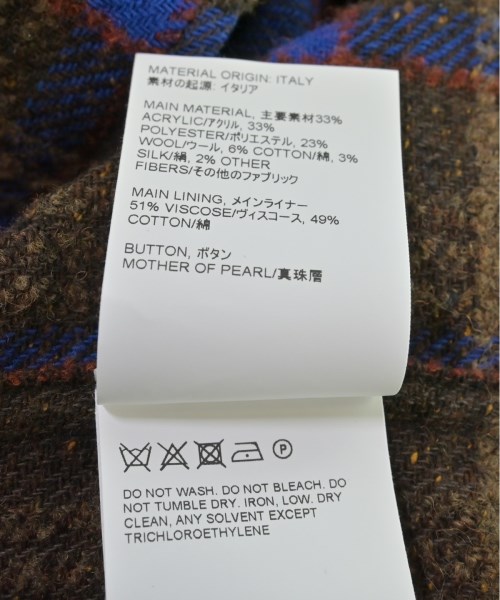 MATERIAL ORIGIN: ITALY
素材の起源: イタリア
MAIN MATERIAL, 主要素材33%
ACRYLIC/アクリル, 33%
POLYESTER/ポリエステル, 23%
WOOL/ウール, 6% COTTON/綿, 3%
SILK/絹, 2% OTHER
FIBERS/その他のファブリック
MAIN LINING, メインライナー
51% VISCOSE/ヴィスコース, 49%
COTTON/綿
BUTTON, ボタン
MOTHER OF PEARL/真珠層
P
DO NOT WASH. DO NOT BLEACH. DO
NOT TUMBLE DRY. IRON, LOW. DRY
CLEAN, ANY SOLVENT EXCEPT
TRICHLOROETHYLENE